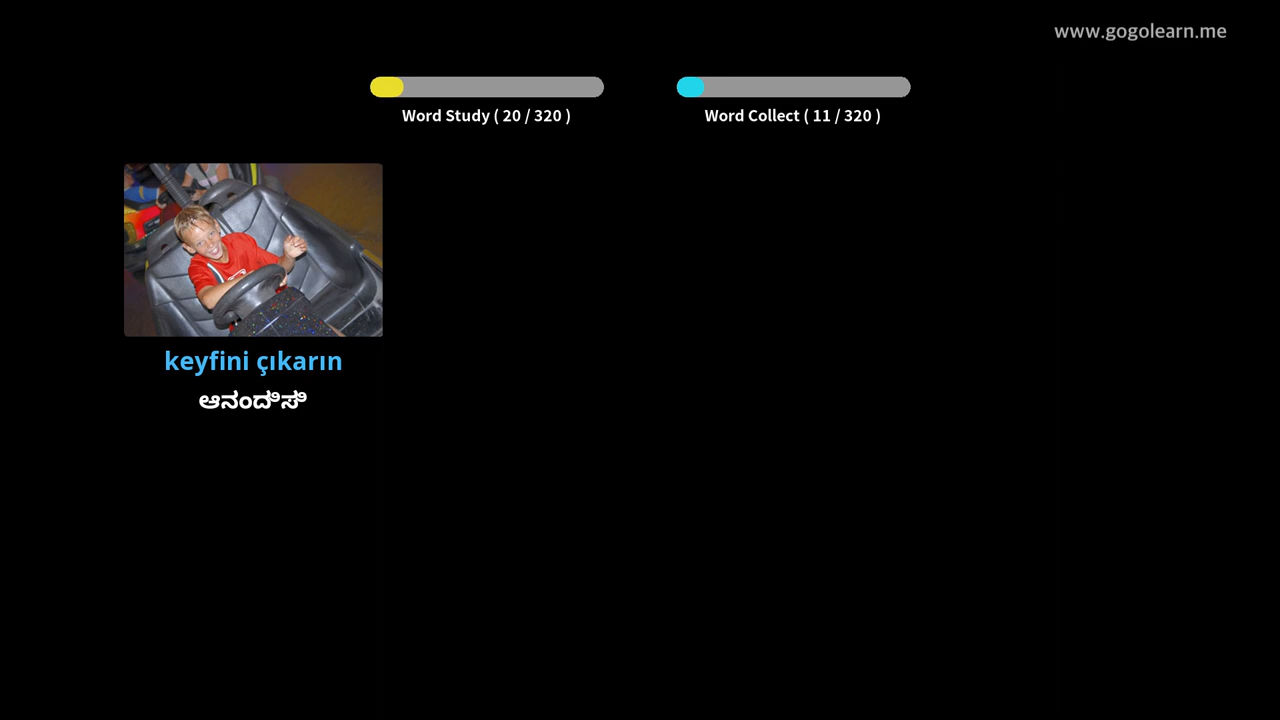 www.gogolearn.me
Word Study ( 20 / 320 )
Word Collect ( 11 / 320 )
keyfini çıkarın
ಆನಂದಿಸಿ